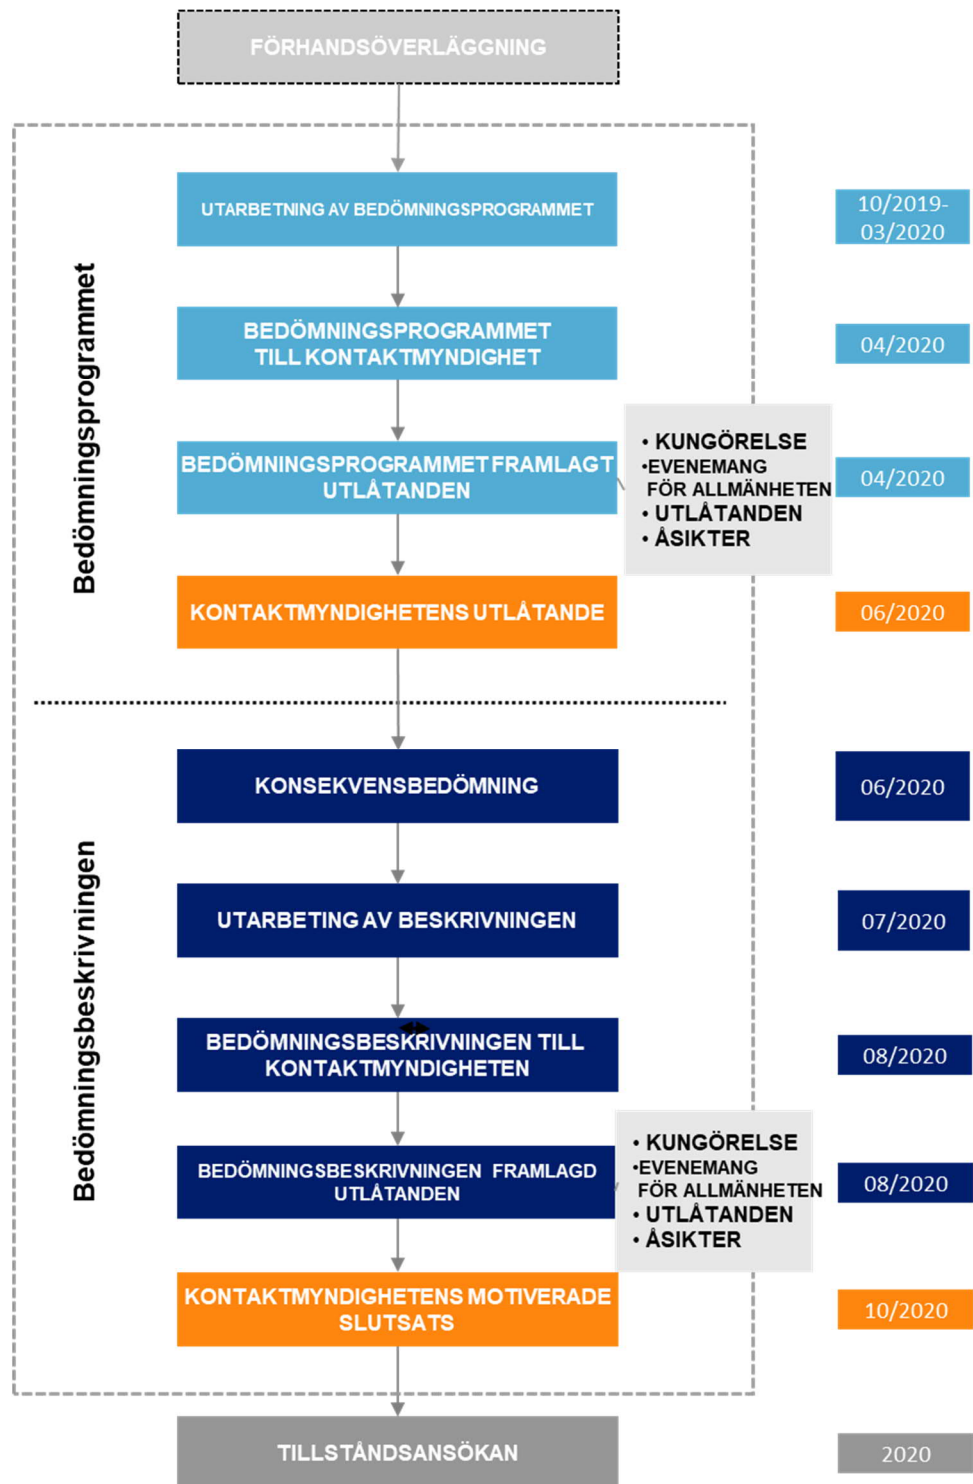 FÖRHANDSÖVERLÄGGNING
Bedömningsprogrammet
UTARBETNING AV BEDÖMNINGSPROGRAMMET
10/2019-
03/2020
BEDÖMNINGSPROGRAMMET
TILL KONTAKTMYNDIGHET
04/2020
BEDÖMNINGSPROGRAMMET FRAMLAGT
UTLÅTANDEN
• KUNGÖRELSE
•EVENEMANG
FÖR ALLMÄNHETEN
• UTLÅTANDEN
• ÅSIKTER
04/2020
KONTAKTMYNDIGHETENS UTLÅTANDE
06/2020
Bedömningsbeskrivningen
KONSEKVENSBEDÖMNING
06/2020
UTARBETING AV BESKRIVNINGEN
07/2020
BEDÖMNINGSBESKRIVNINGEN TILL
KONTAKTMYNDIGHETEN
08/2020
BEDÖMNINGSBESKRIVNINGEN FRAMLAGD
UTLÅTANDEN
• KUNGÖRELSE
•EVENEMANG
FÖR ALLMÄNHETEN
• UTLÅTANDEN
• ÅSIKTER
08/2020
KONTAKTMYNDIGHETENS MOTIVERADE
SLUTSATS
10/2020
TILLSTÅNDSANSÖKAN
2020